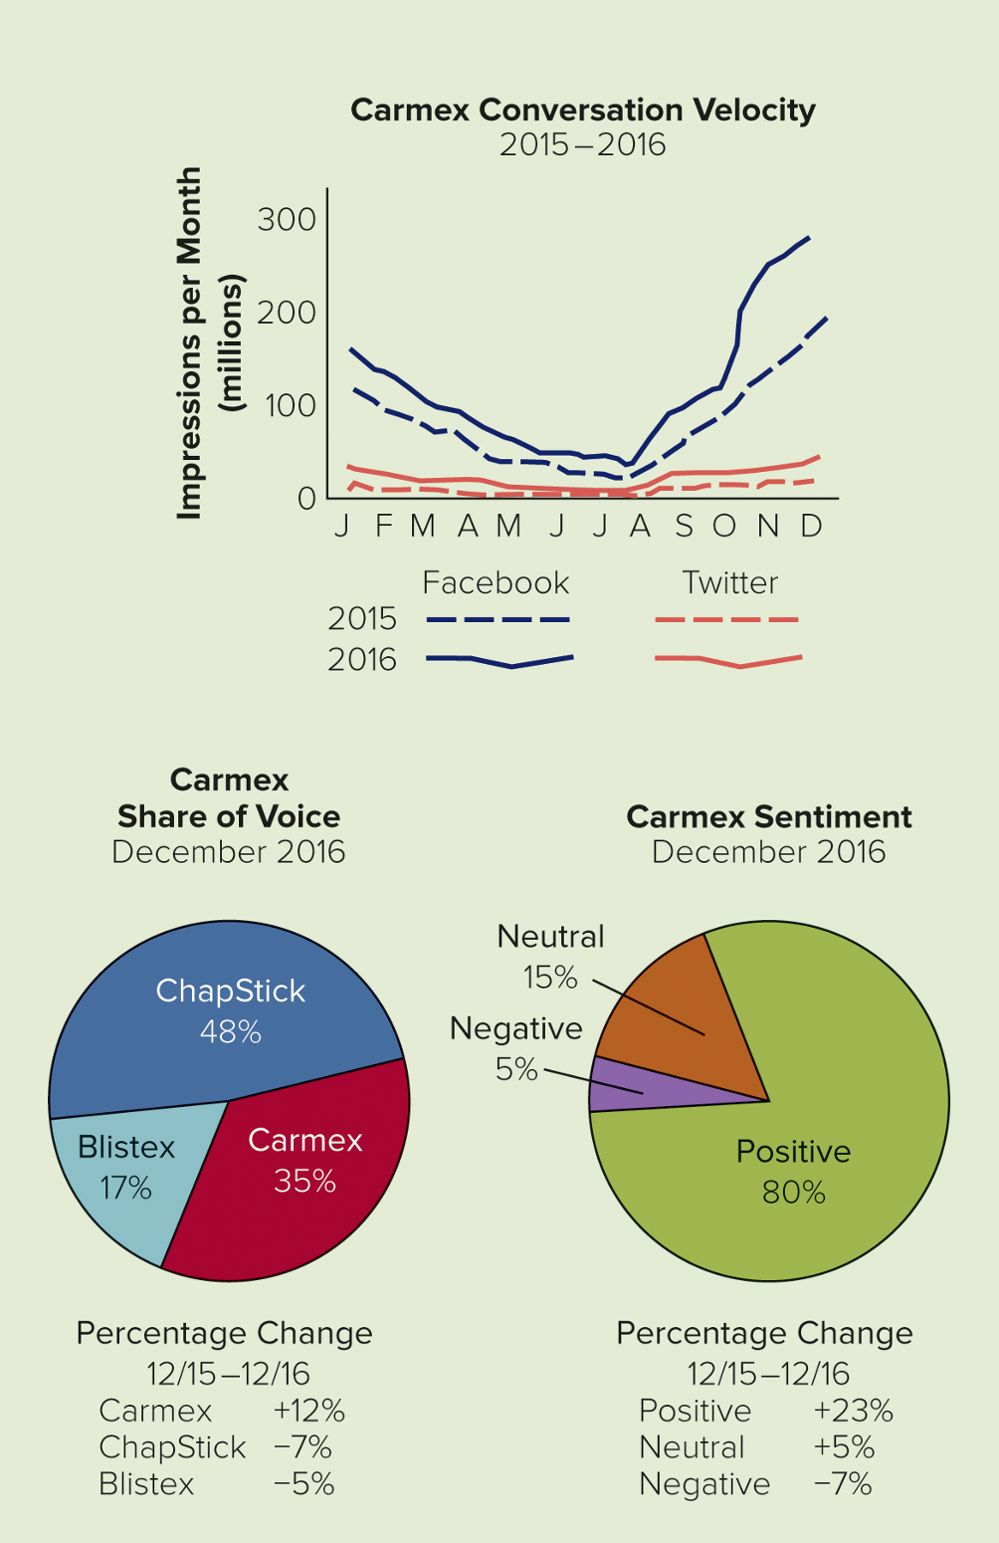 Carmex Conversation Velocity
2015–2016
Impressions per Month
(millions)
300
200
100
0
J F M A M J J A S O N D
Facebook Twitter
2015
2016
Carmex
Share of Voice
December 2016
ChapStick
48%
Blistex
17%
Carmex
35%
Percentage Change
12/15–12/16
Carmex +12%
ChapStick −7%
Blistex −5%
Carmex Sentiment
December 2016
Neutral
15%
Negative
5%
Positive
80%
Percentage Change
12/15–12/16
Positive +23%
Neutral +5%
Negative −7%